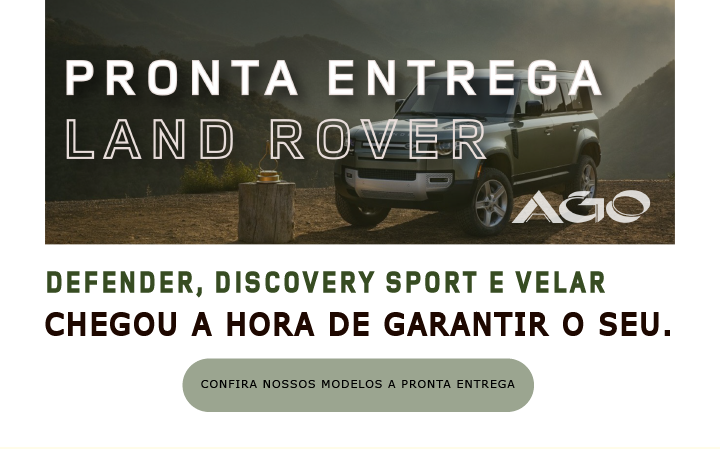 PRONTA ENTREGA
LAND ROVER
AGO
DEFENDER, DISCOVERY SPORT E VELAR
CHEGOU A HORA DE GARANTIR O SEU.
CONFIRA NOSSOS MODELOS A PRONTA ENTREGA